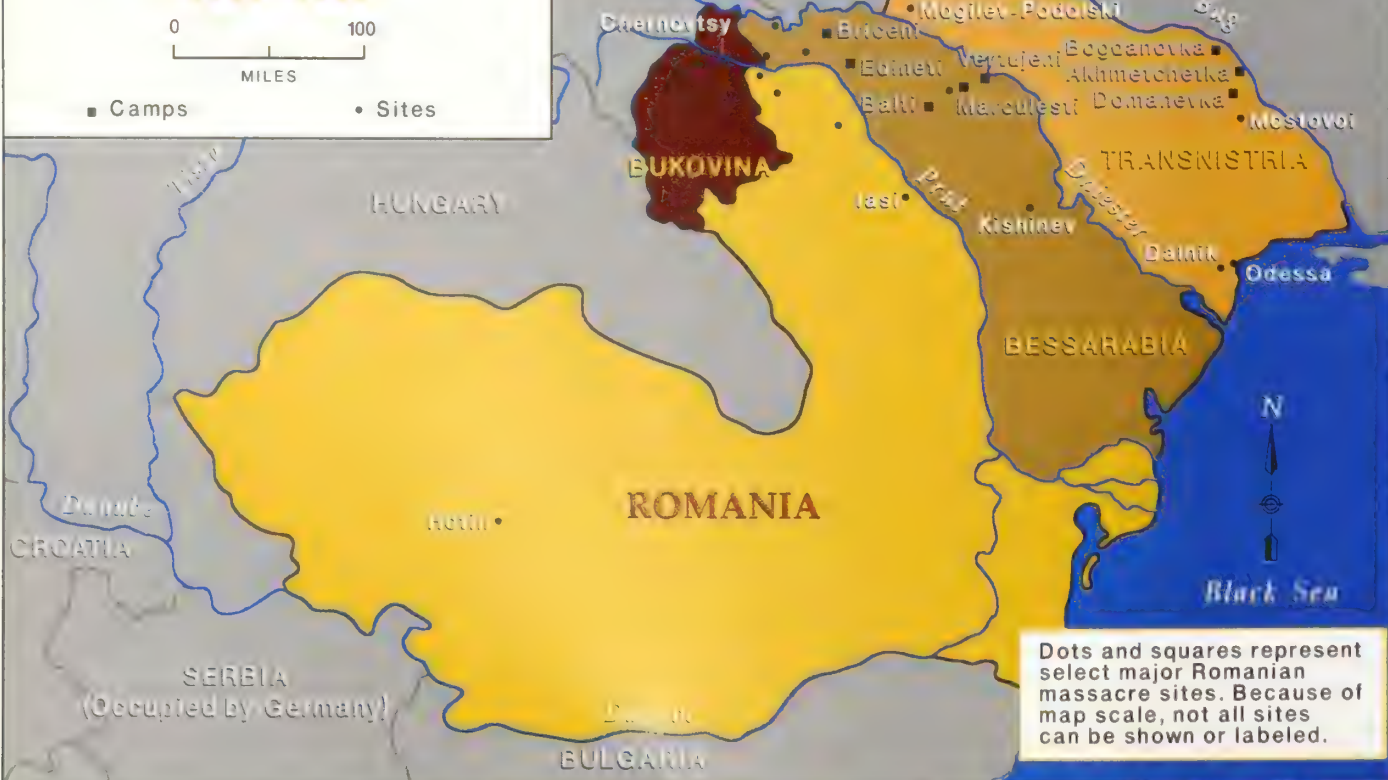 0 100
MILES
Camps Sites
Chernovtsy
Mogilev-Podolski
Bug
Briceni
Edineti
Verzujeni
Bogdanovka
Akhmetchetka
Domanevka
Balti
Marculesti
Mostovoi
TRANSNISTRIA
BUKOVINA
HUNGARY
Iasi
Prut
Dniester
Kishinev
Dalnik
Odessa
BESSARABIA
N
ROMANIA
Danube
CROATIA
Black Sea
SERBIA
(Occupied by Germany)
BULGARIA
Dots and squares represent
select major Romanian
massacre sites. Because of
map scale, not all sites
can be shown or labeled.